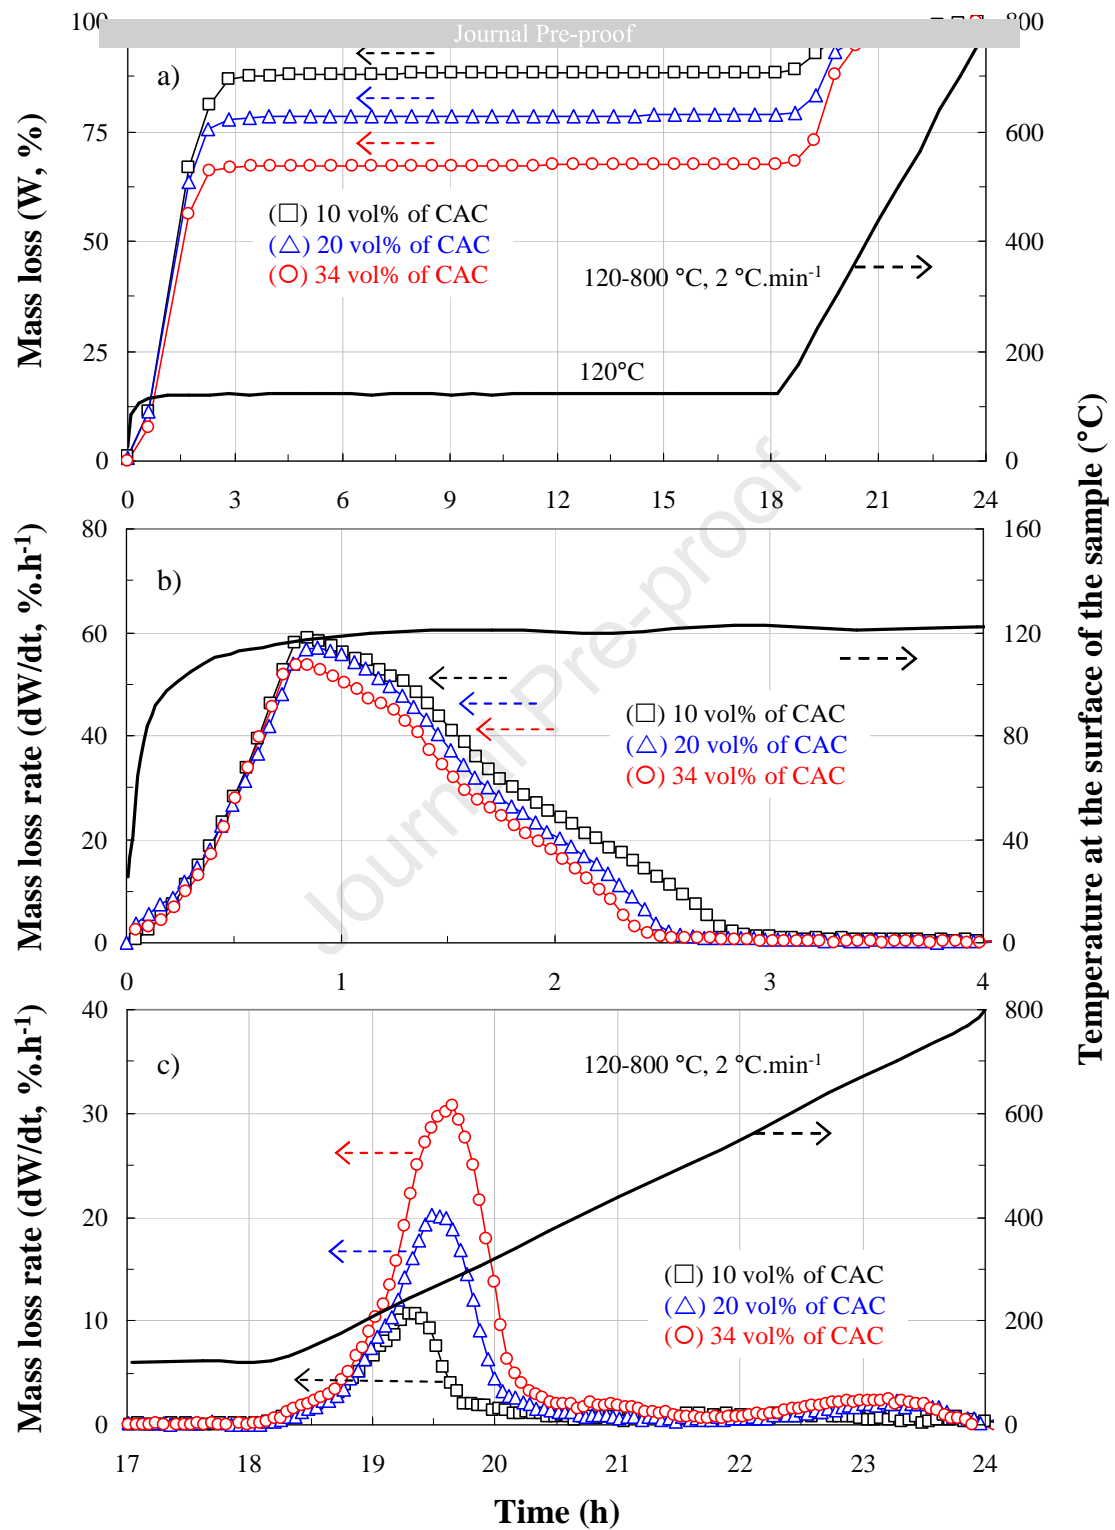 Journal Pre-proof
100
800
a)
75
600
Mass loss (W, %)
(□) 10 vol% of CAC
(△) 20 vol% of CAC
(○) 34 vol% of CAC
50
400
120-800 °C, 2 °C.min-1
25
200
120°C
0
0
0 3 6 9 12 15 18 21 24
80
160
b)
60
120
Mass loss rate (dW/dt, %.h-1)
(□) 10 vol% of CAC
(△) 20 vol% of CAC
(○) 34 vol% of CAC
40
80
20
40
0
0
0 1 2 3 4
Journal Pre-proof
Temperature at the surface of the sample (°C)
40
800
c)
120-800 °C, 2 °C.min-1
30
600
Mass loss rate (dW/dt, %.h-1)
20
400
(□) 10 vol% of CAC
(△) 20 vol% of CAC
(○) 34 vol% of CAC
10
200
0
0
17 18 19 20 21 22 23 24
Time (h)